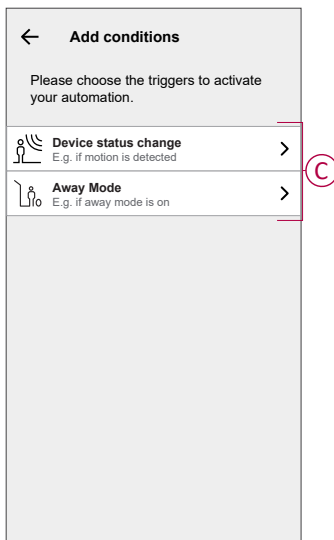 Add conditions
Please choose the triggers to activate
your automation.
Device status change
E.g. if motion is detected
Away Mode
E.g. if away mode is on
C